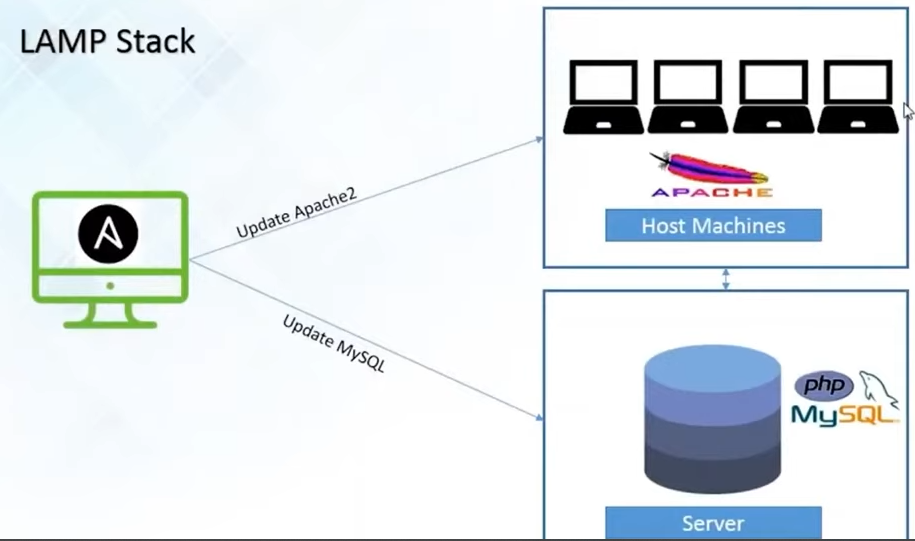 LAMP Stack
Update Apache2
APACHE
Host Machines
Update MySQL
php
MySQL
Server